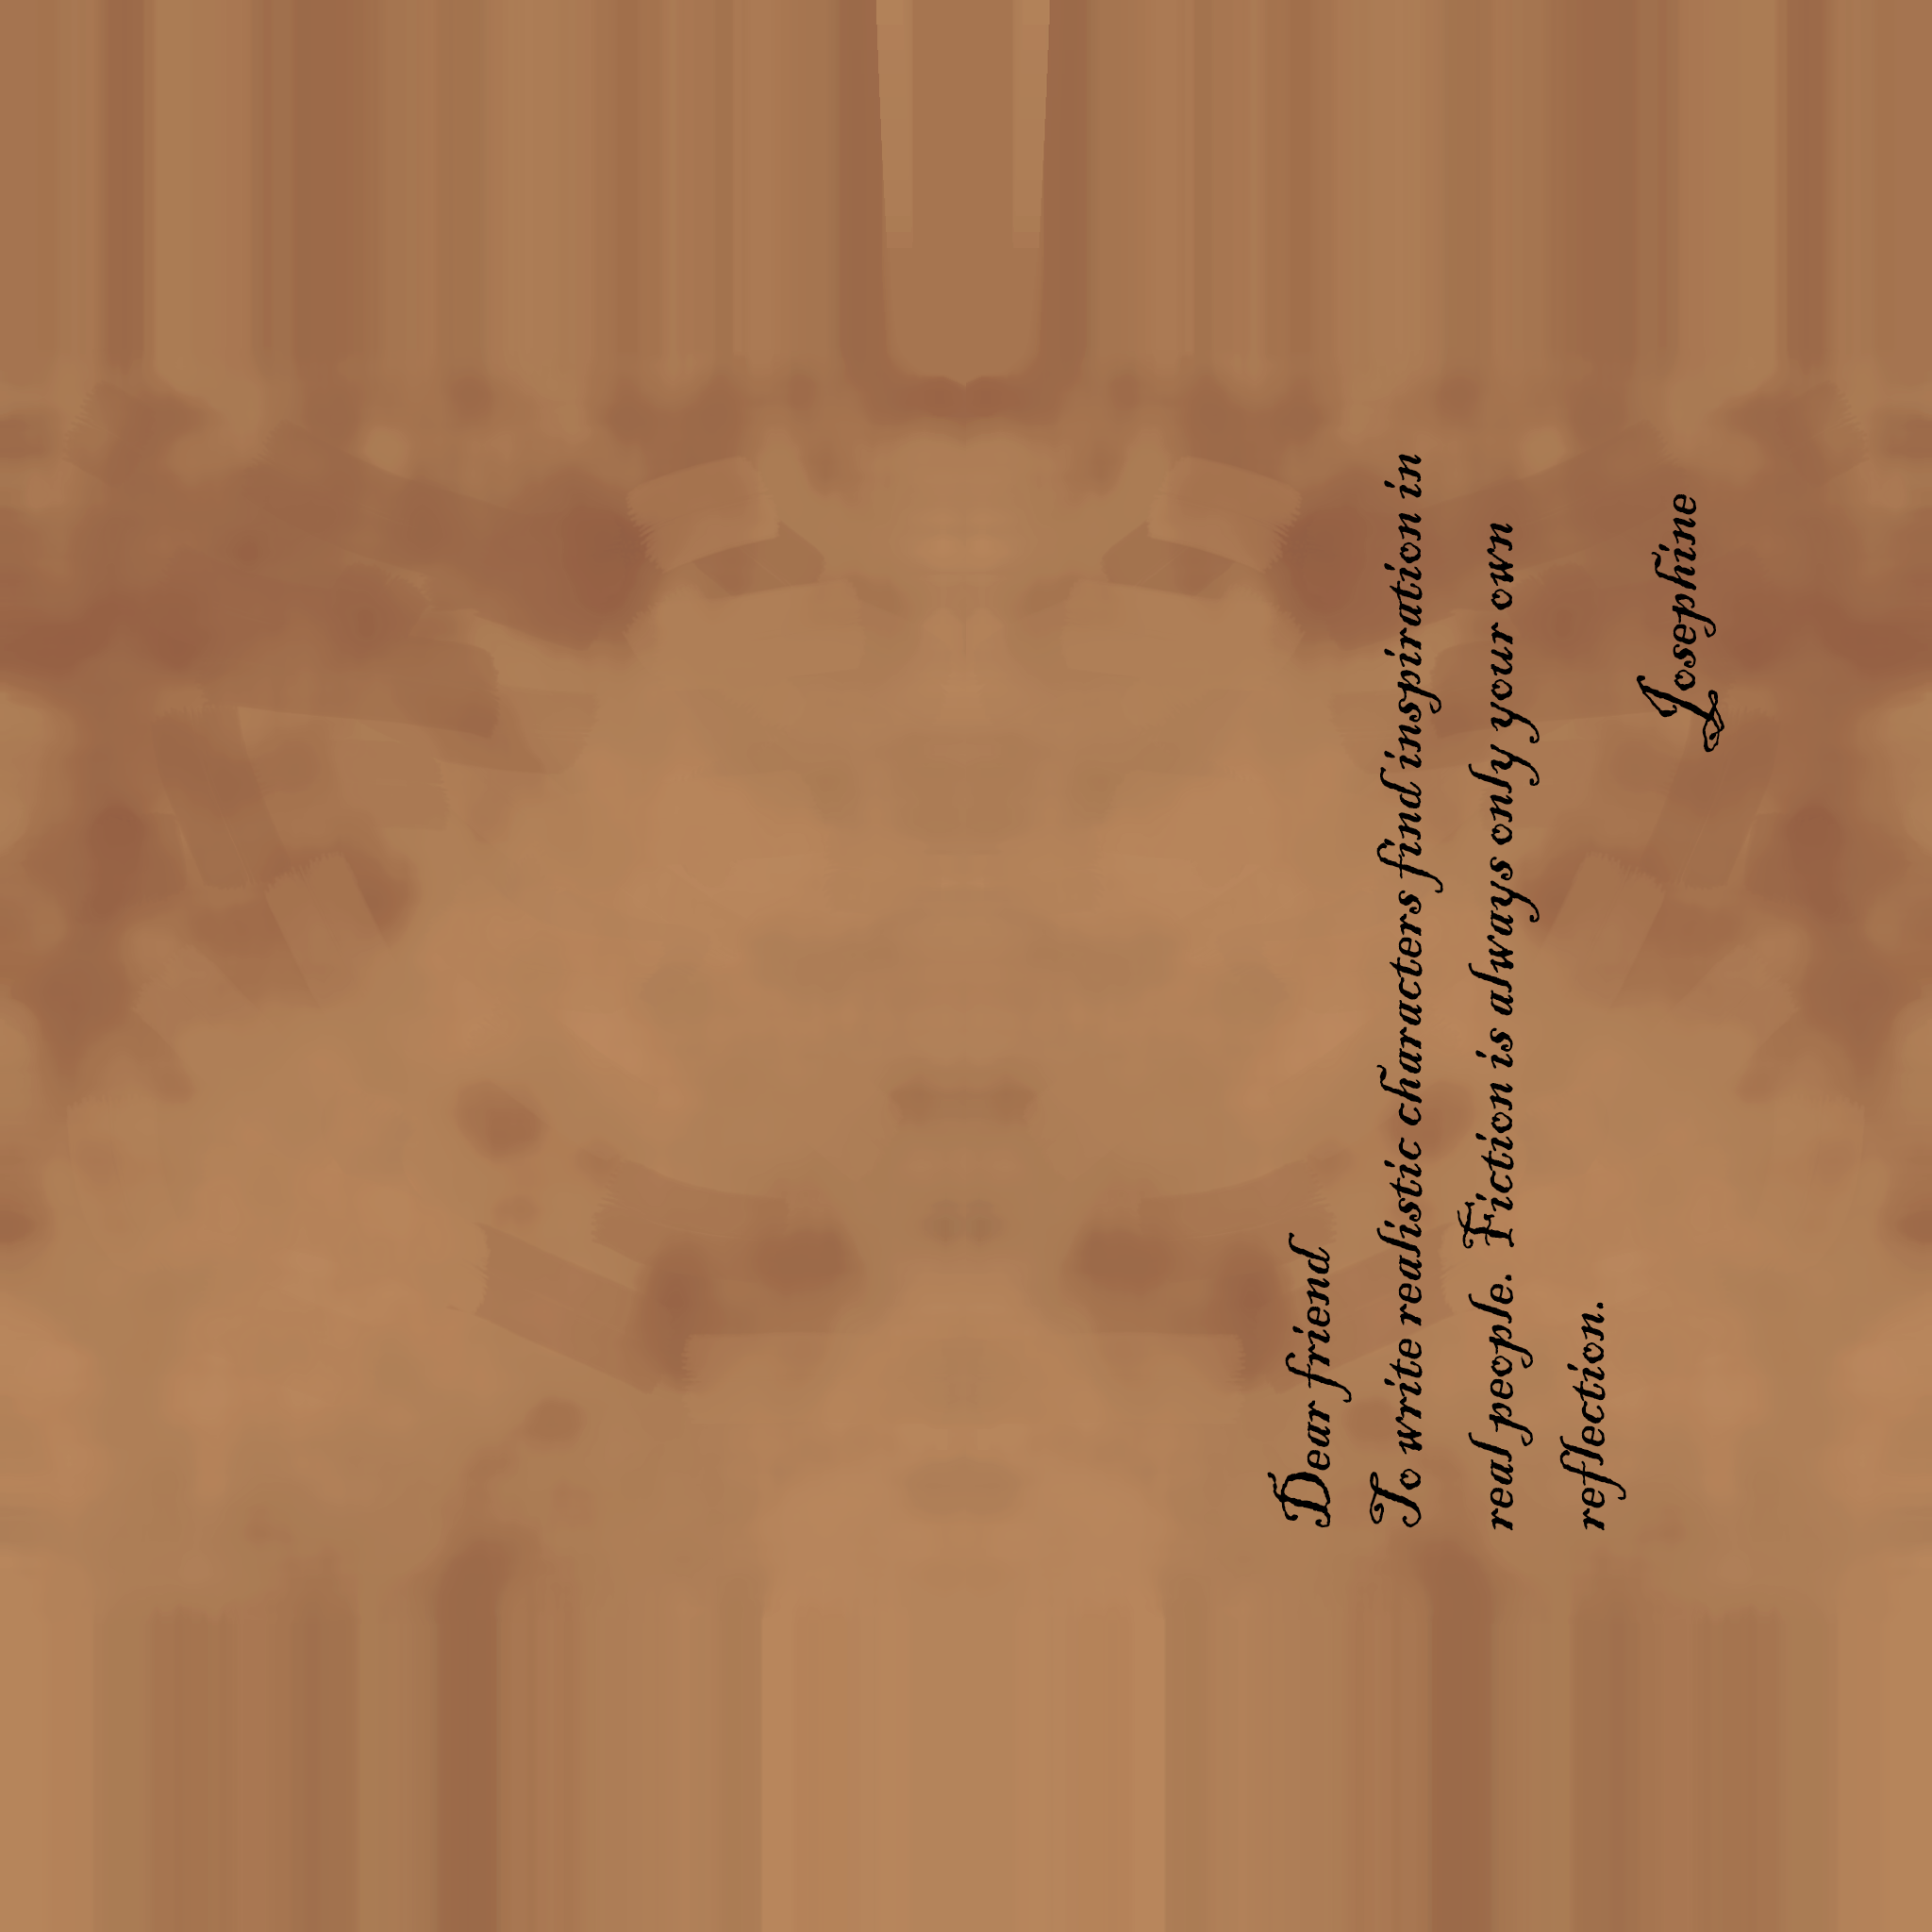 Dear friend
To write realistic characters find inspiration in
real people. Fiction is always only your own
reflection.
Josephine